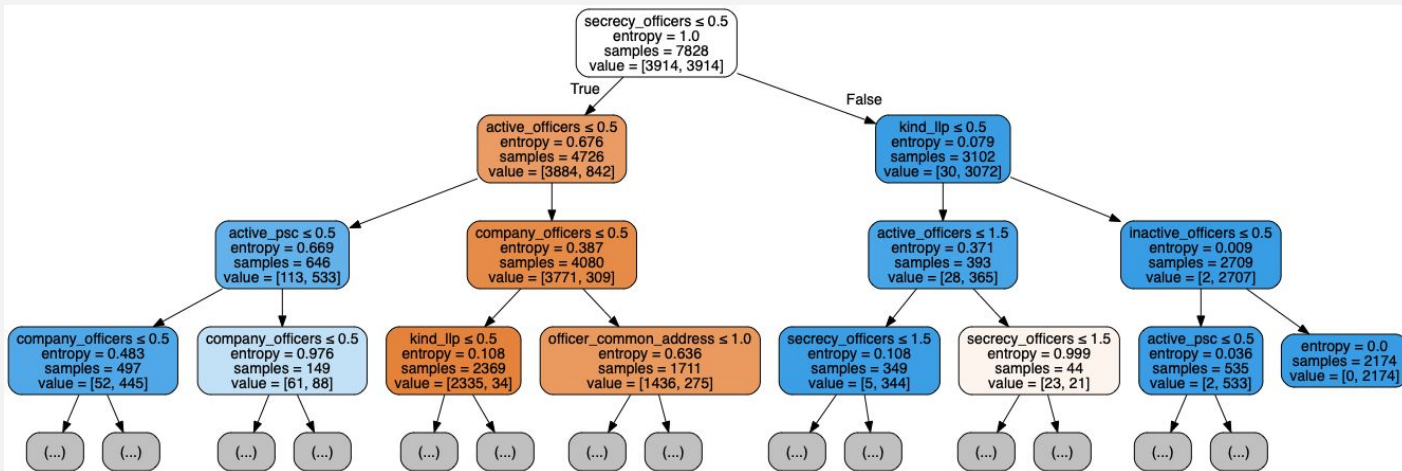 secrecy_officers ≤ 0.5
entropy = 1.0
samples = 7828
value = [3914, 3914]
True
False
active_officers ≤ 0.5
entropy = 0.676
samples = 4726
value = [3884, 842]
kind_llp ≤ 0.5
entropy = 0.079
samples = 3102
value = [30, 3072]
active_psc ≤ 0.5
entropy = 0.669
samples = 646
value = [113, 533]
company_officers ≤ 0.5
entropy = 0.387
samples = 4080
value = [3771, 309]
active_officers ≤ 1.5
entropy = 0.371
samples = 393
value = [28, 365]
inactive_officers ≤ 0.5
entropy = 0.009
samples = 2709
value = [2, 2707]
company_officers ≤ 0.5
entropy = 0.483
samples = 497
value = [52, 445]
company_officers ≤ 0.5
entropy = 0.976
samples = 149
value = [61, 88]
kind_llp ≤ 0.5
entropy = 0.108
samples = 2369
value = [2335, 34]
officer_common_address ≤ 1.0
entropy = 0.636
samples = 1711
value = [1436, 275]
secrecy_officers ≤ 1.5
entropy = 0.108
samples = 349
value = [5, 344]
secrecy_officers ≤ 1.5
entropy = 0.999
samples = 44
value = [23, 21]
active_psc ≤ 0.5
entropy = 0.036
samples = 535
value = [2, 533]
entropy = 0.0
samples = 2174
value = [0, 2174]
(...)
(...)
(...)
(...)
(...)
(...)
(...)
(...)
(...)
(...)
(...)
(...)
(...)
(...)